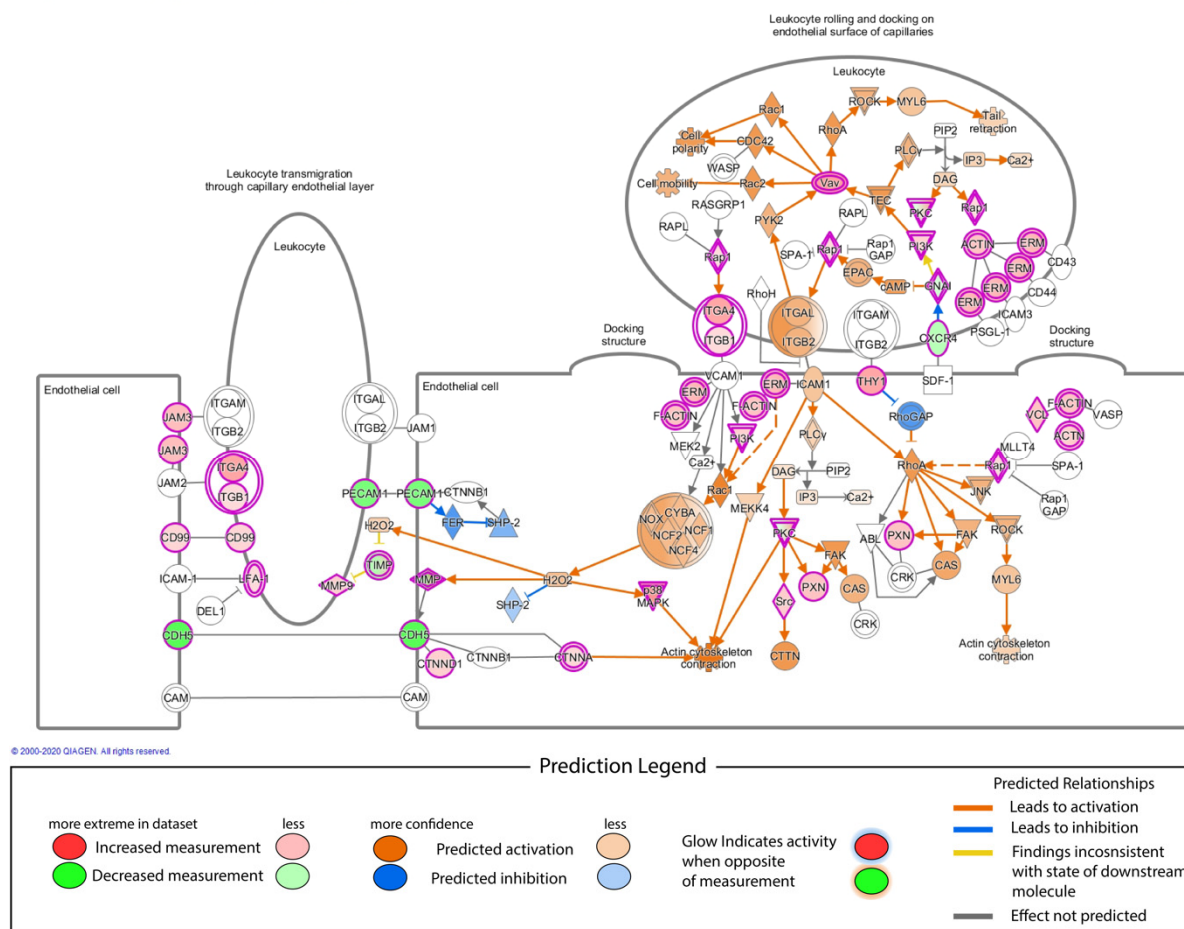 Leukocyte rolling and docking on
endothelial surface of capillaries
Leukocyte
Rac1
ROCK
MYL6
Cell
polarity
CDC42
RhoA
Tail
retraction
PIP2
WASP
PLCγ
IP3
Ca2+
Cell mobility
Rac2
Vav
DAG
TEC
RASGRP1
PYK2
RAPL
PKC
Rap1
RAPL
Rap1
SPA-1
Rap1
Rap1
GAP
PI3K
ACTIN
ERM
CD43
ERM
EPAC
cAMP
GNAI
ERM
CD44
ERM
ICAM3
PSGL-1
RhoH
ITGA4
ITGB1
ITGAL
ITGB2
ITGAM
ITGB2
CXCR4
Leukocyte transmigration
through capillary endothelial layer
Leukocyte
Docking
structure
Docking
structure
Endothelial cell
Endothelial cell
VCAM1
ERM
F-ACTIN
ERM
F-ACTIN
ICAM1
THY1
SDF-1
RhoGAP
VCL
F-ACTIN
VASP
ACTN
MEK2
PI3K
PLCγ
Ca2+
Rac1
DAG
PIP2
IP3
Ca2+
RhoA
Rap1
MLLT4
SPA-1
Rap1
GAP
JNK
JAM3
JAM3
JAM2
ITGAM
ITGB2
ITGA4
ITGB1
ITGAL
ITGB2
JAM1
PECAM1
PECAM1
CTNNB1
FER
SHP-2
NOX
CYBA
NCF2
NCF1
NCF4
MEKK4
PKC
FAK
ABL
PXN
FAK
ROCK
CRK
CAS
CD99
CD99
H2O2
TIMP
ICAM-1
LFA-1
MMP9
DEL1
MMP
H2O2
SHP-2
p38
MAPK
Src
PXN
CAS
CRK
MYL6
CDH5
CDH5
CTNND1
CTNNB1
CTNNA
Actin cytoskeleton
contraction
CTTN
Actin cytoskeleton
contraction
CAM
CAM
© 2000-2020 QIAGEN. All rights reserved.
Prediction Legend
more extreme in dataset
less
Increased measurement
Decreased measurement
more confidence
less
Predicted activation
Predicted inhibition
Glow Indicates activity
when opposite
of measurement
Predicted Relationships
Leads to activation
Leads to inhibition
Findings incosnsistent
with state of downstream
molecule
Effect not predicted